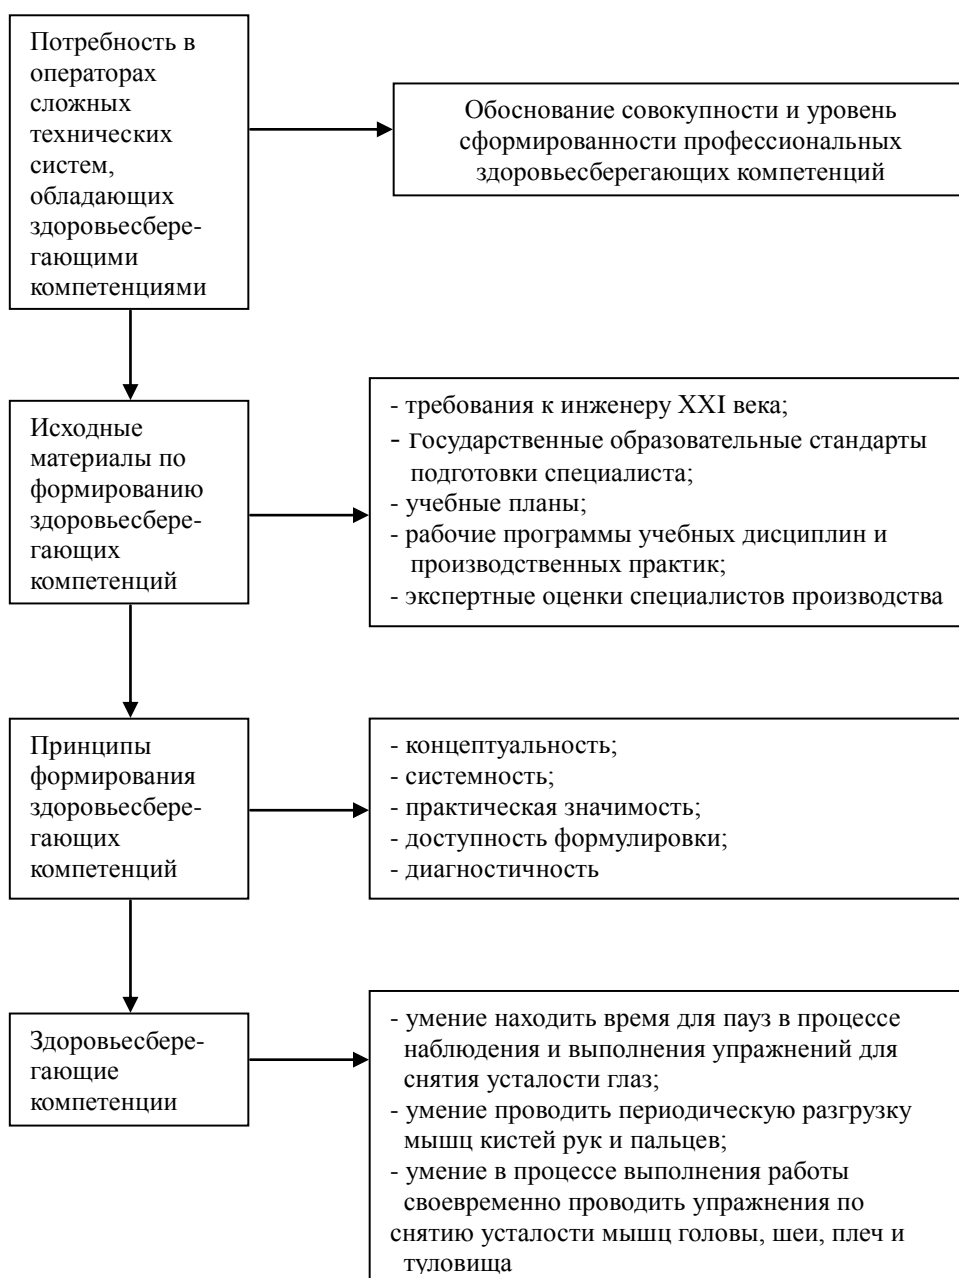 Потребность в
операторах
сложных
технических
систем,
обладающих
здоровьесбере-
гающими
компетенциями
Обоснование совокупности и уровень
сформированности профессиональных
здоровьесберегающих компетенций
Исходные
материалы по
формированию
здоровьесбере-
гающих
компетенций
- требования к инженеру XXI века;
- государственные образовательные стандарты
подготовки специалиста;
- учебные планы;
- рабочие программы учебных дисциплин и
производственных практик;
- экспертные оценки специалистов производства
Принципы
формирования
здоровьесбере-
гающих
компетенций
- концептуальность;
- системность;
- практическая значимость;
- доступность формулировки;
- диагностичность
Здоровьесбере-
гающие
компетенции
- умение находить время для пауз в процессе
наблюдения и выполнения упражнений для
снятия усталости глаз;
- умение проводить периодическую разгрузку
мышц кистей рук и пальцев;
- умение в процессе выполнения работы
своевременно проводить упражнения по
снятию усталости мышц головы, шеи, плеч и
туловища